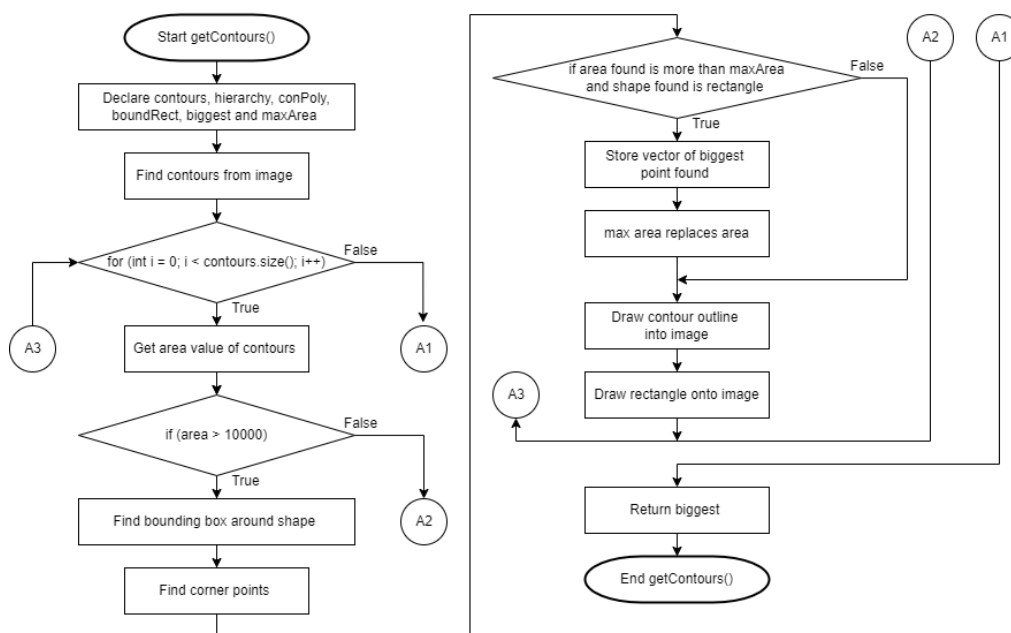 Start getContours()
Declare contours, hierarchy, conPoly,
boundRect, biggest and maxArea
Find contours from image
for (int i = 0; i < contours.size(); i++)
False
True
A3
Get area value of contours
A1
if (area > 10000)
False
True
Find bounding box around shape
A2
Find corner points
A2
A1
if area found is more than maxArea
and shape found is rectangle
False
True
Store vector of biggest
point found
max area replaces area
Draw contour outline
into image
A3
Draw rectangle onto image
Return biggest
End getContours()